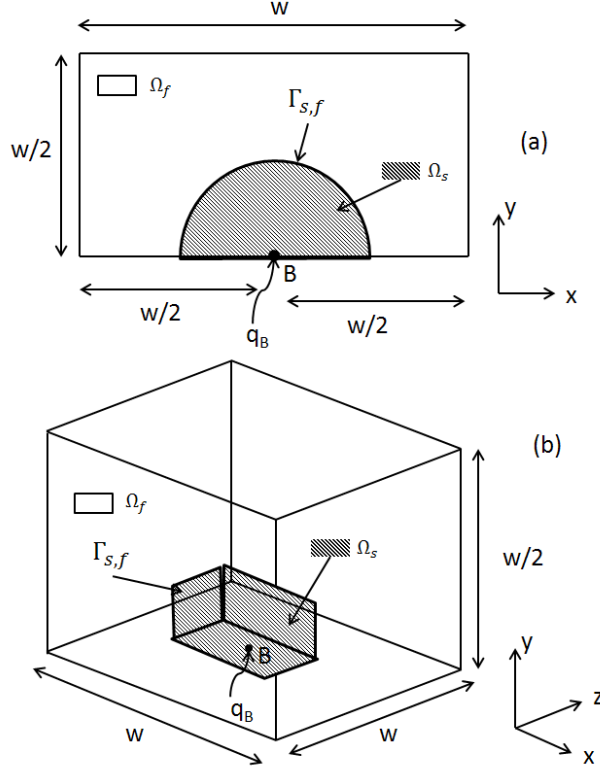 w
Ω_f
Γ_{s,f}
(a)
w/2
Ω_s
y
B
x
w/2
w/2
q_B
(b)
Ω_f
Ω_s
Γ_{s,f}
w/2
B
y
z
q_B
w
w
x